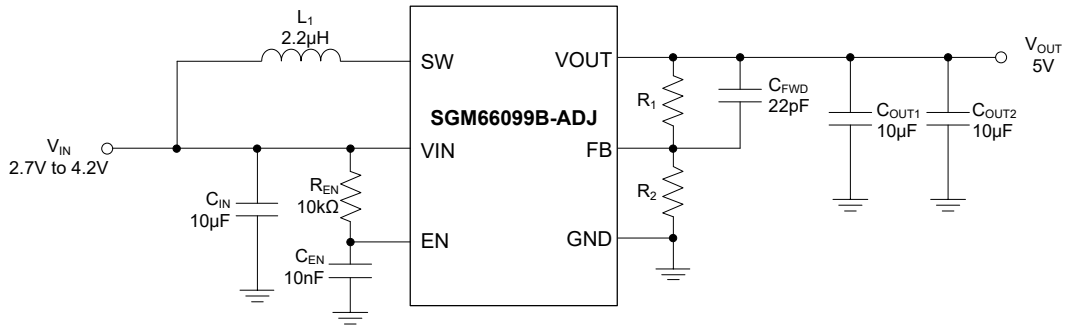 L1
2.2μH
SW
VOUT
VOUT
5V
R1
CFWD
22pF
COUT1
10μF
COUT2
10μF
SGM66099B-ADJ
VIN
2.7V to 4.2V
VIN
FB
CIN
10μF
REN
10kΩ
R2
EN
GND
CEN
10nF